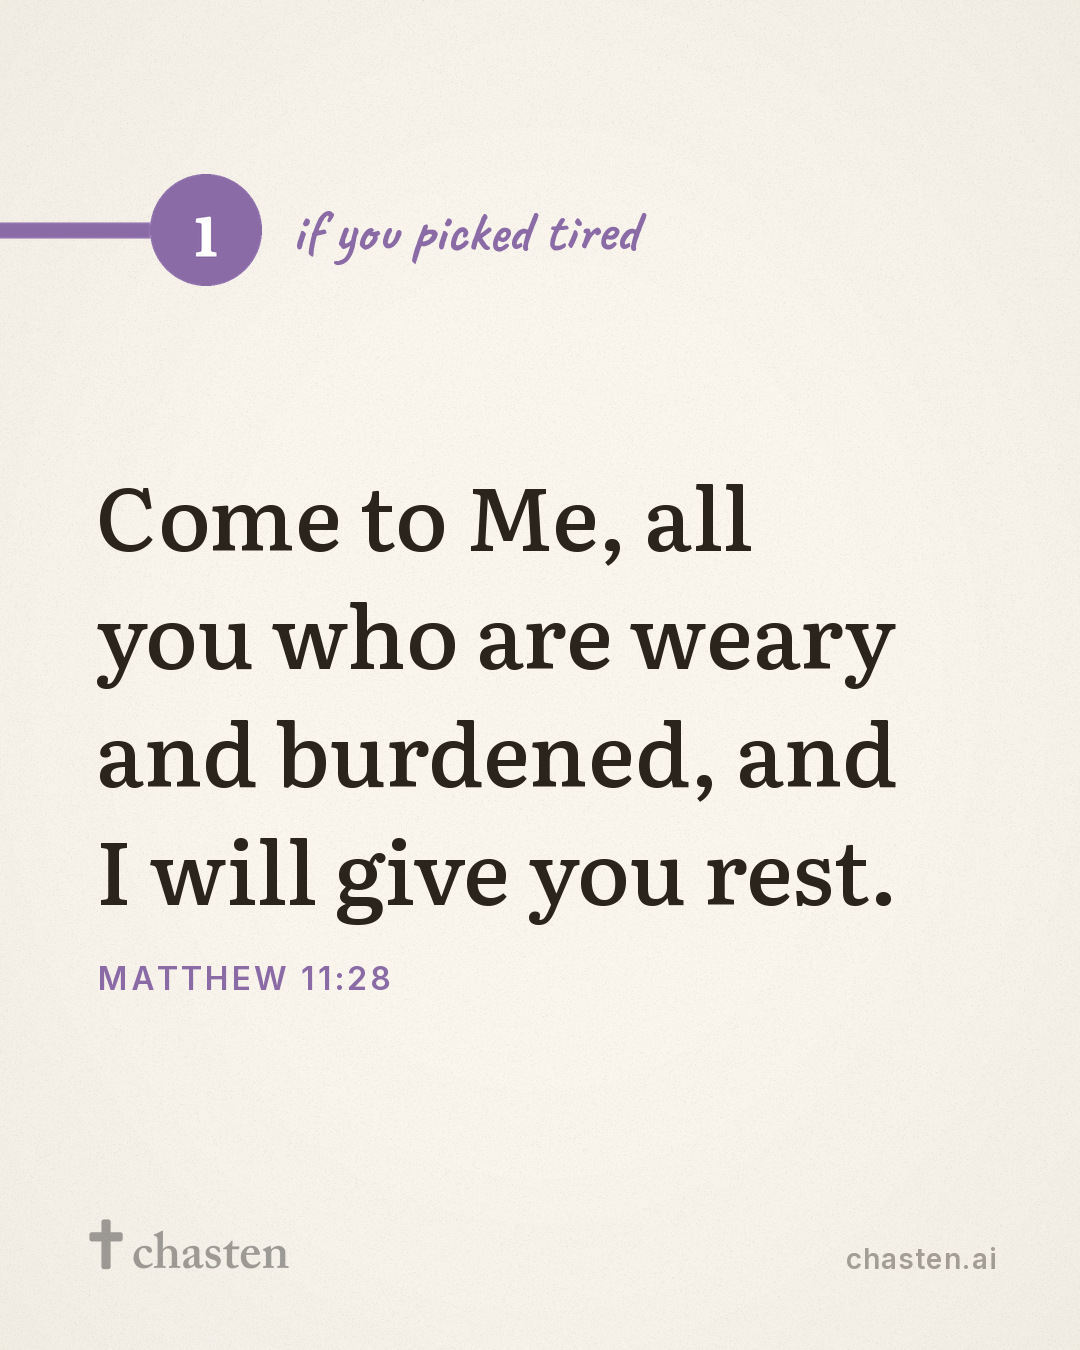 1 if you picked tired
Come to Me, all
you who are weary
and burdened, and
I will give you rest.
MATTHEW 11:28
chasten
chasten.ai